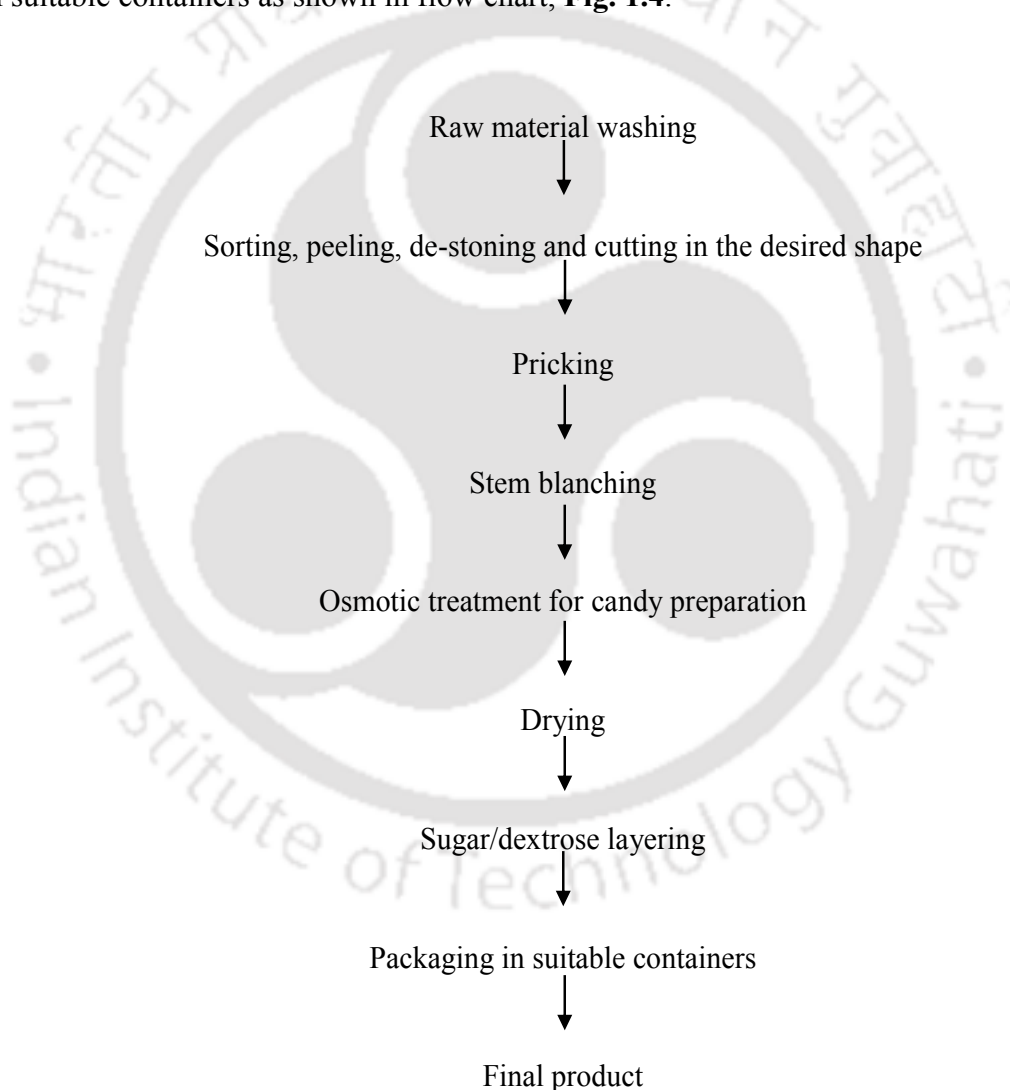 suitable containers as shown in flow chart, Fig. 1.4.
Raw material washing
Sorting, peeling, de-stoning and cutting in the desired shape
Pricking
Stem blanching
Osmotic treatment for candy preparation
Drying
Sugar/dextrose layering
Packaging in suitable containers
Final product
Indian Institute of Technology Guwahati